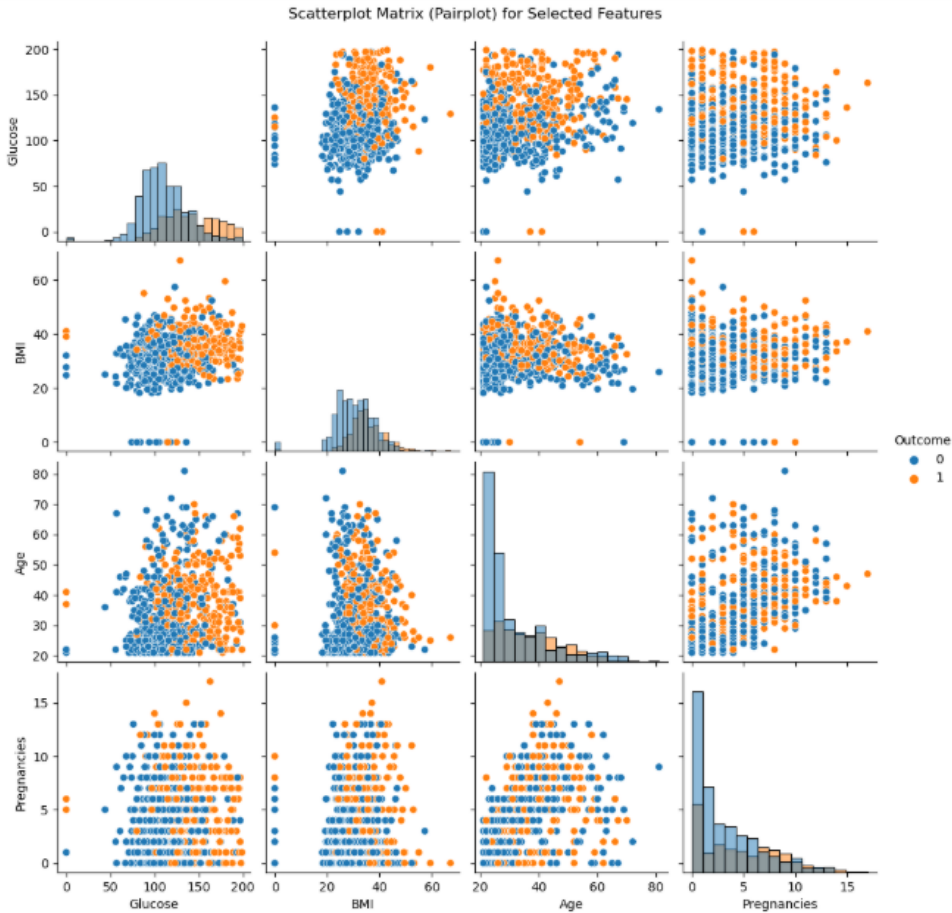 Scatterplot Matrix (Pairplot) for Selected Features
200
150
100
50
0
Glucose
60
40
20
0
BMI
Outcome
0
1
80
70
60
50
40
30
20
Age
15
10
5
0
Pregnancies
0 100 150 200
0 20 40 60
20 40 60 80
0 5 10 15
Glucose BMI Age Pregnancies